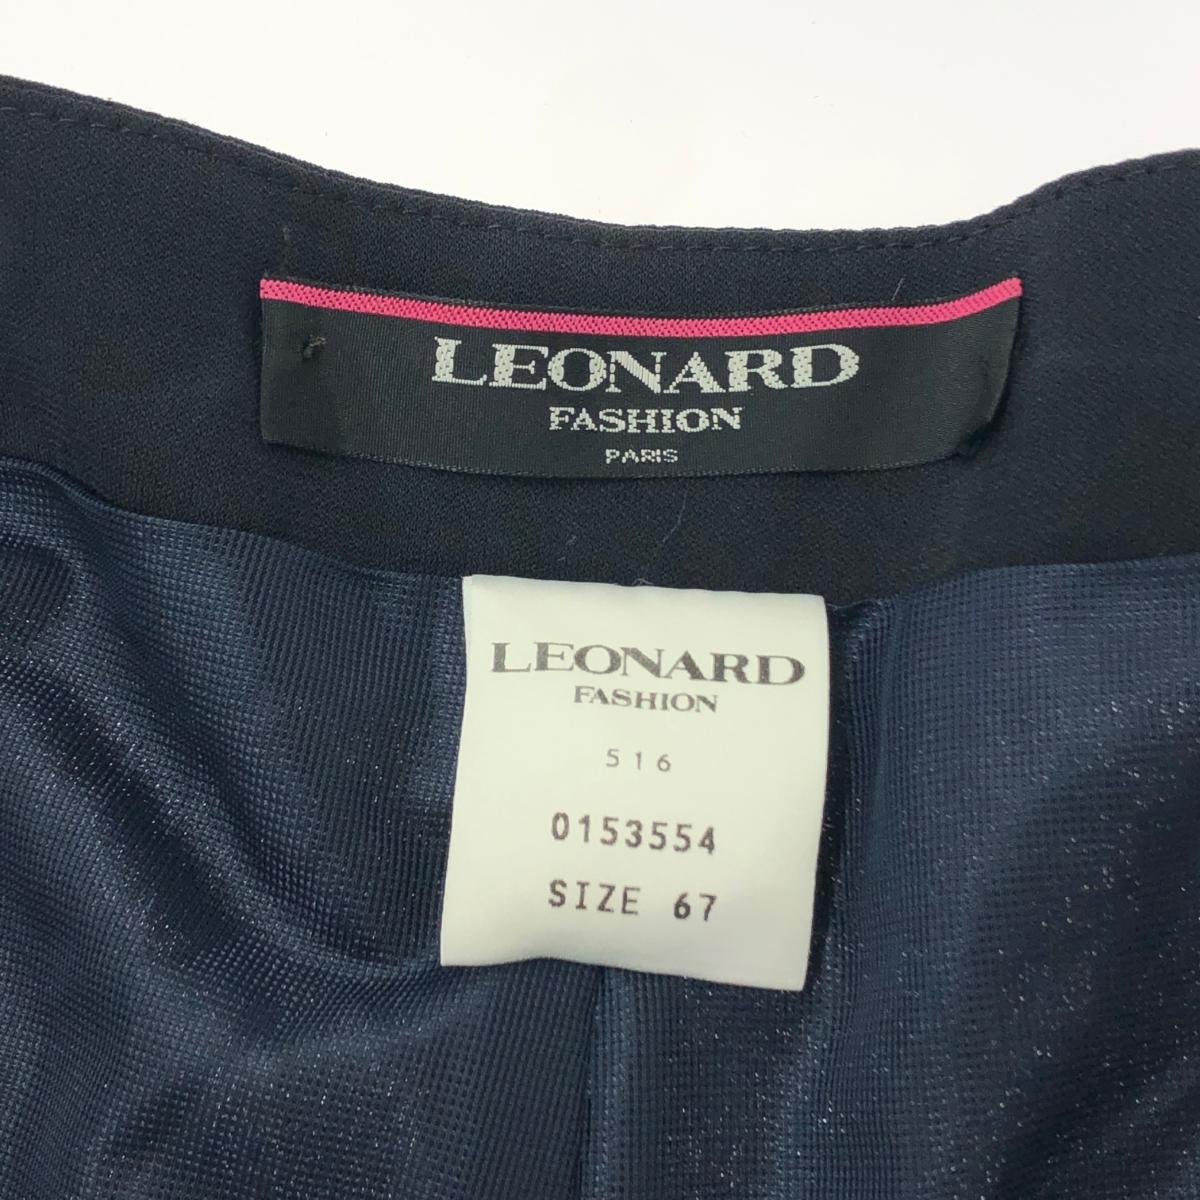 LEONARD
FASHION
PARIS
LEONARD
FASHION
516
0153554
SIZE 67